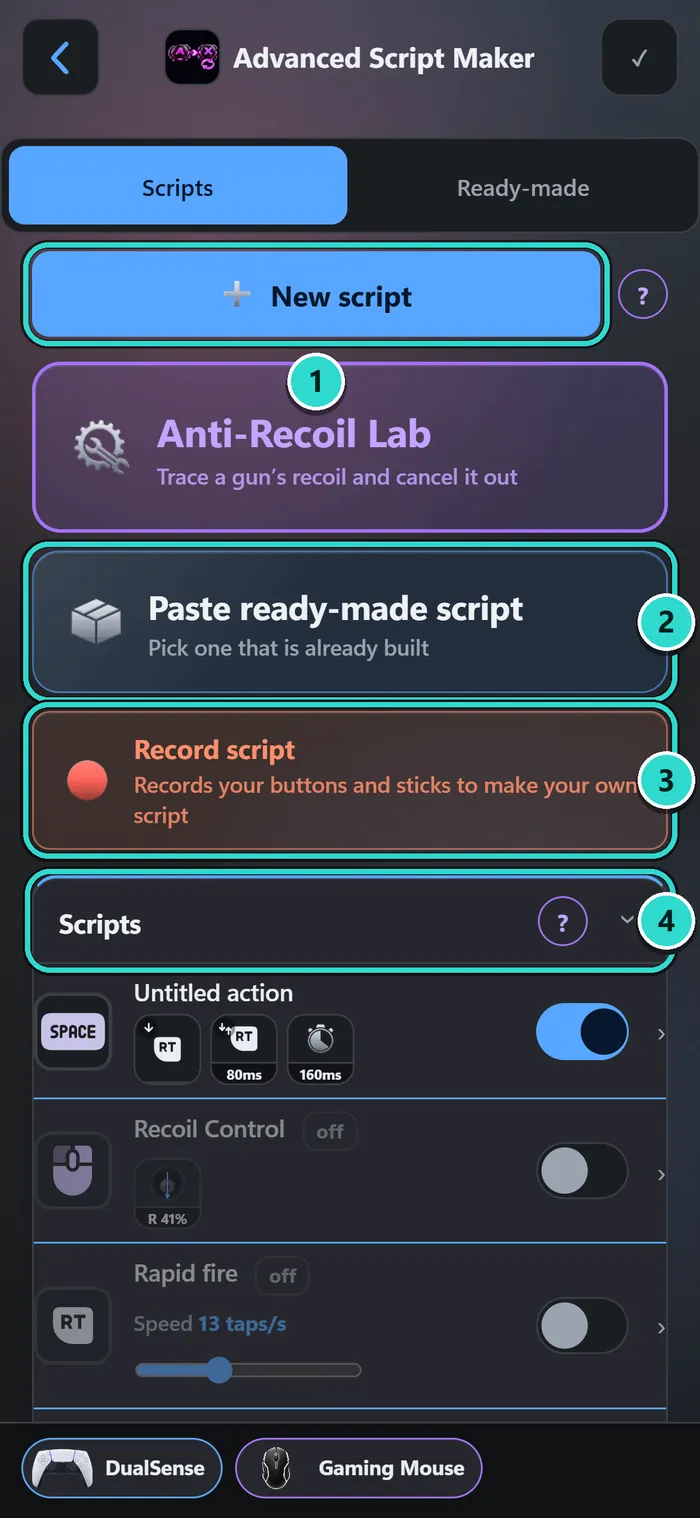 Advanced Script Maker
✓
Scripts
Ready-made
+ New script
?
1
Anti-Recoil Lab
Trace a gun's recoil and cancel it out
Paste ready-made script
Pick one that is already built
2
Record script
Records your buttons and sticks to make your own
script
3
Scripts
?
4
Untitled action
SPACE
RT
RT
80ms
160ms
Recoil Control
off
R 41%
Rapid fire
off
RT
Speed 13 taps/s
DualSense
Gaming Mouse